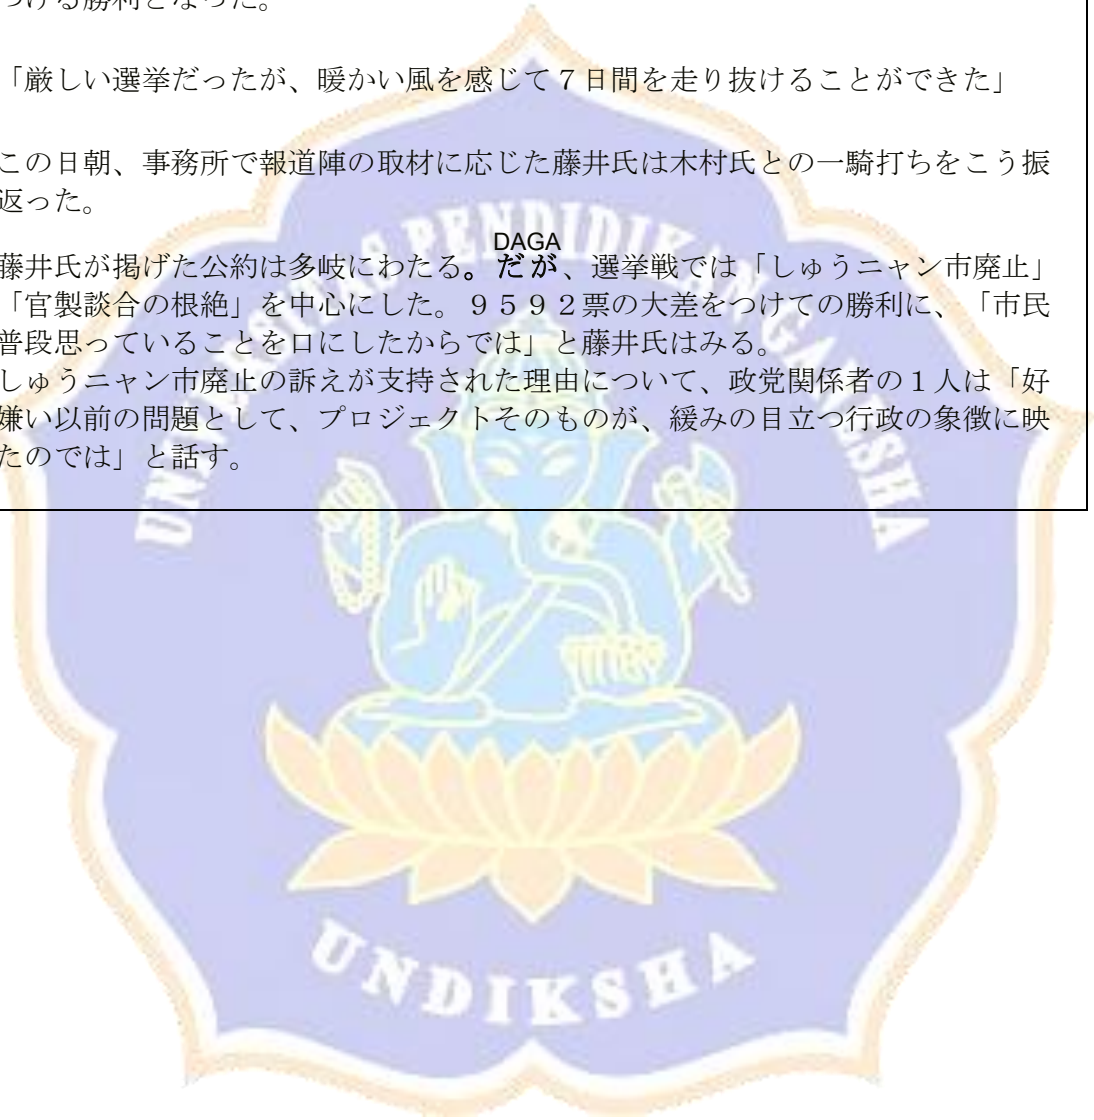 つける勝利となった。
「厳しい選挙だったが、暖かい風を感じて７日間を走り抜けることができた」
この日朝、事務所で報道陣の取材に応じた藤井氏は木村氏との一騎打ちをこう振
返った。
DAGA
藤井氏が掲げた公約は多岐にわたる。だが、選挙戦では「しゅうニャン市廃止」
「官製談合の根絶」を中心にした。９５９２票の大差をつけての勝利に、「市民
普段思っていることを口にしたからでは」と藤井氏はみる。
しゅうニャン市廃止の訴えが支持された理由について、政党関係者の１人は「好
嫌い以前の問題として、プロジェクトそのものが、緩みの目立つ行政の象徴に映
たのでは」と話す。
UNDIKSHA